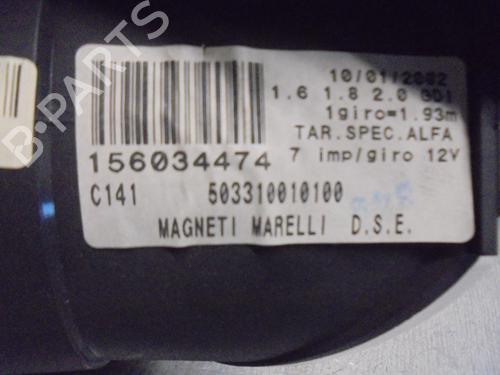 B-PARTS
10/01/2002
1.6 1.8 2.0 GDI
1giro=1.93m
TAR.SPEC.ALFA
156034474 7 imp/giro 12V
C141 503310010100
MAGNETI MARELLI D.S.E.